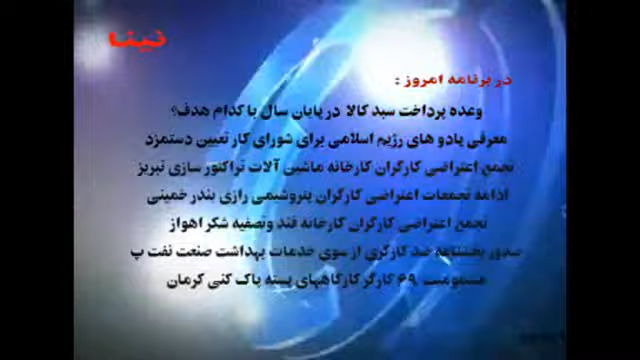 نینا
در برنامه امروز :
وعده پرداخت سبد کالا در پایان سال با کدام هدف؟
معرفی پادو های رژیم اسلامی برای شورای کار تعیین دستمزد
تجمع اعتراضی کارگران کارخانه ماشین آلات تراکتور سازی تبریز
ادامه تجمعات اعتراضی کارگران پتروشیمی رازی بندر خمینی
تجمع اعتراضی کارگران کارخانه قند وتصفیه شکر اهواز
صدور بخشنامه ضد کارگری از سوی خدمات بهداشت صنعت نفت پ
مسمومیت ۶۹ کارگر کارگاههای پسته پاک کنی کرمان